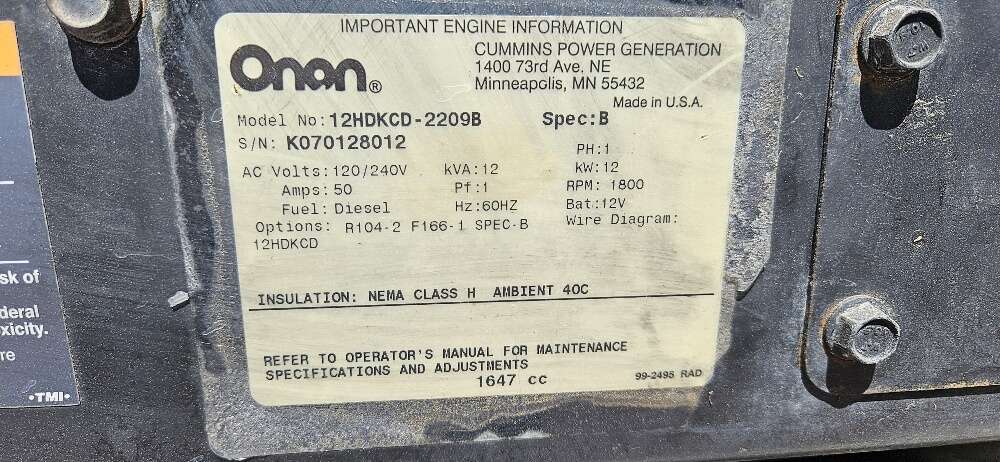 IMPORTANT ENGINE INFORMATION
Onan®
CUMMINS POWER GENERATION
1400 73rd Ave. NE
Minneapolis, MN 55432
Made in U.S.A.
Model No: 12HDKCD-2209B Spec: B
S/N: K070128012
PH: 1
AC Volts: 120/240V kVA: 12 kW: 12
Amps: 50 Pf: 1 RPM: 1800
Fuel: Diesel Hz: 60HZ Bat: 12V
Options: R104-2 F166-1 SPEC-B Wire Diagram:
12HDKCD
INSULATION: NEMA CLASS H AMBIENT 40C
REFER TO OPERATOR'S MANUAL FOR MAINTENANCE
SPECIFICATIONS AND ADJUSTMENTS
1647 cc
99-2495 RAD
sk of
deral
oxicity.
re
•TMI•